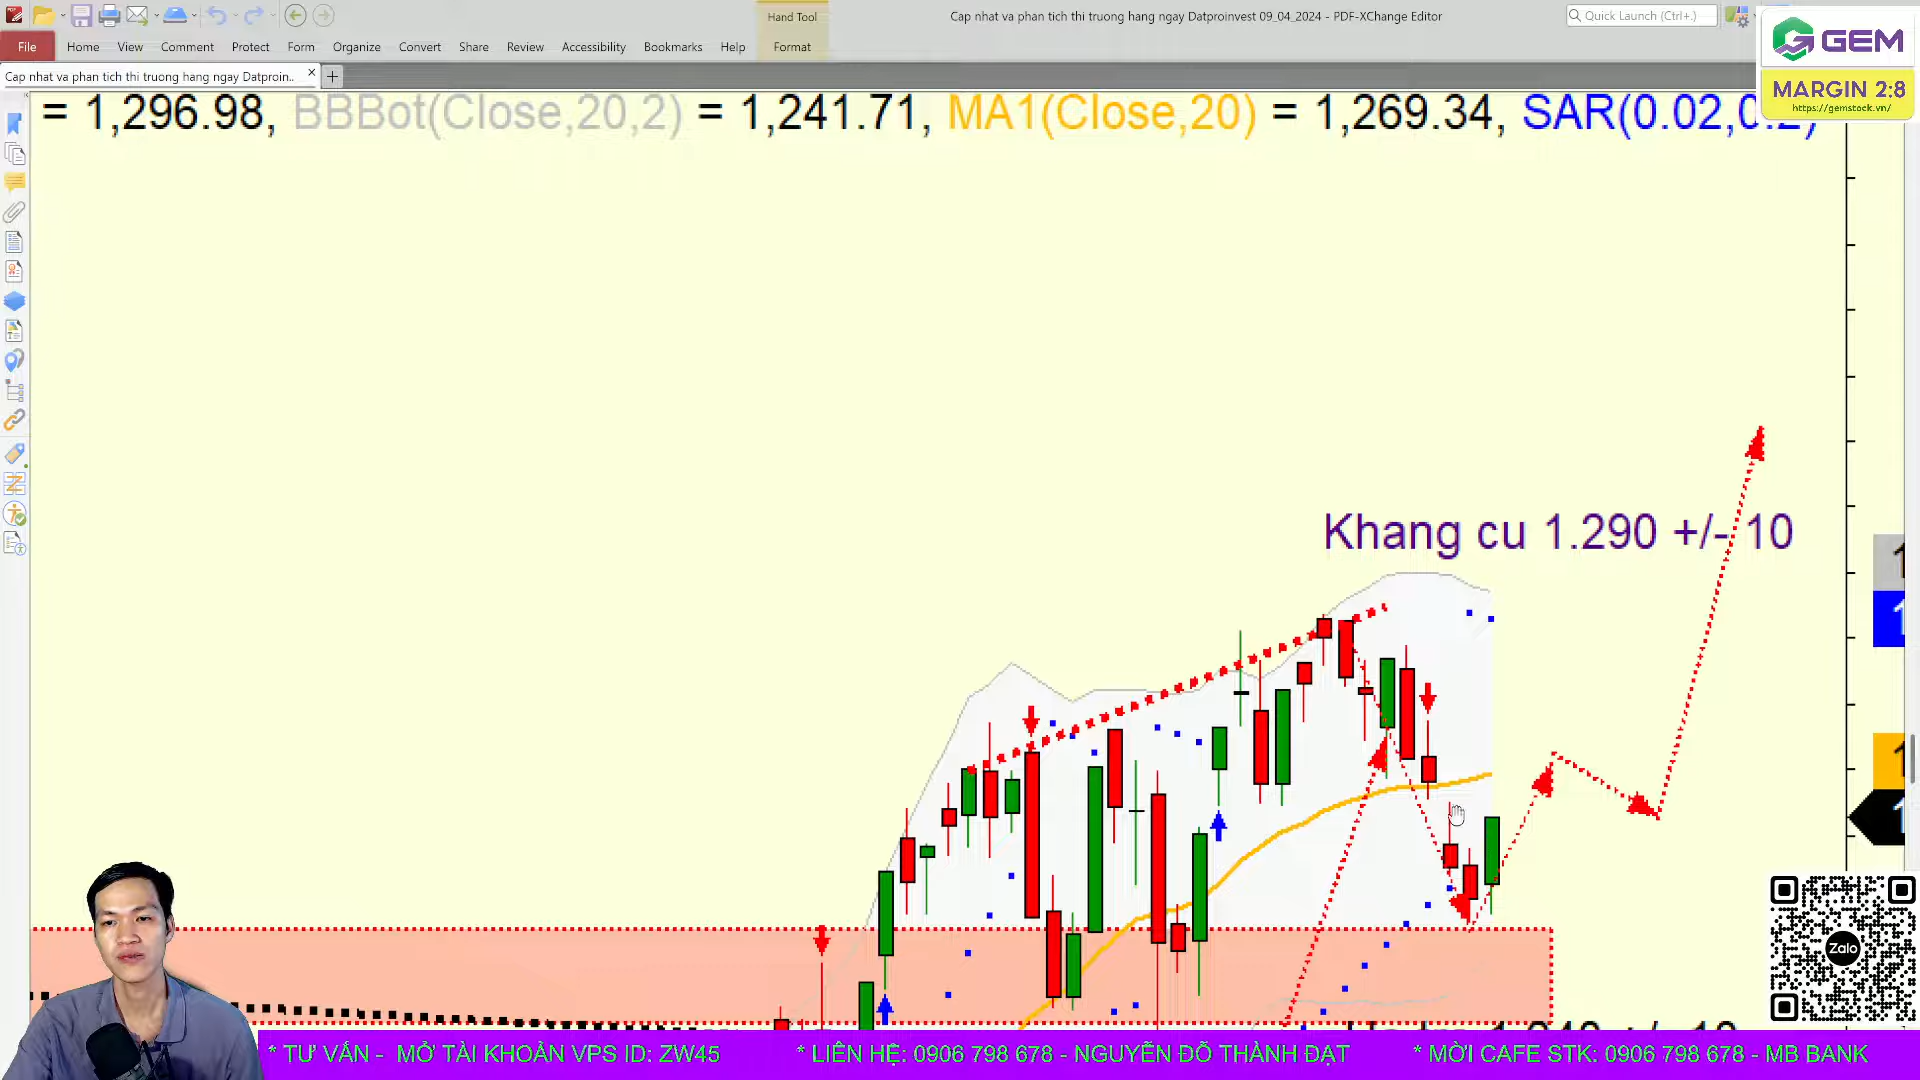 Hand Tool
Cap nhat va phan tich thi truong hang ngay Datproinvest 09_04_2024 - PDF-XChange Editor
Quick Launch (Ctrl+.)
File
Home
View
Comment
Protect
Form
Organize
Convert
Share
Review
Accessibility
Bookmarks
Help
Format
GEM
MARGIN 2:8
https://gemstock.vn/
Cap nhat va phan tich thi truong hang ngay Datproin..
= 1,296.98, BBBot(Close,20,2) = 1,241.71, MA1(Close,20) = 1,269.34, SAR(0.02,0.2)
Khang cu 1.290 +/- 10
Zalo
* TƯ VẤN - MỞ TÀI KHOẢN VPS ID: ZW45
* LIÊN HỆ: 0906 798 678 - NGUYỄN ĐỖ THÀNH ĐẠT
* MỜI CAFE STK: 0906 798 678 - MB BANK